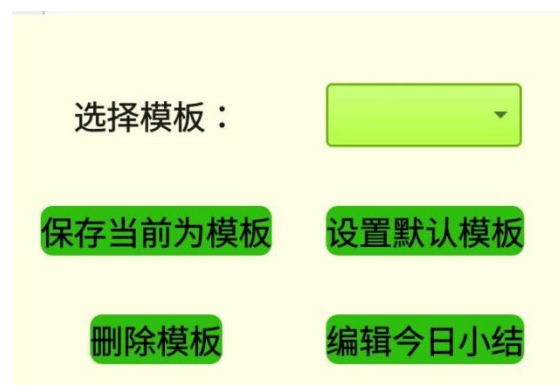 选择模板：
保存当前为模板 设置默认模板
删除模板 编辑今日小结